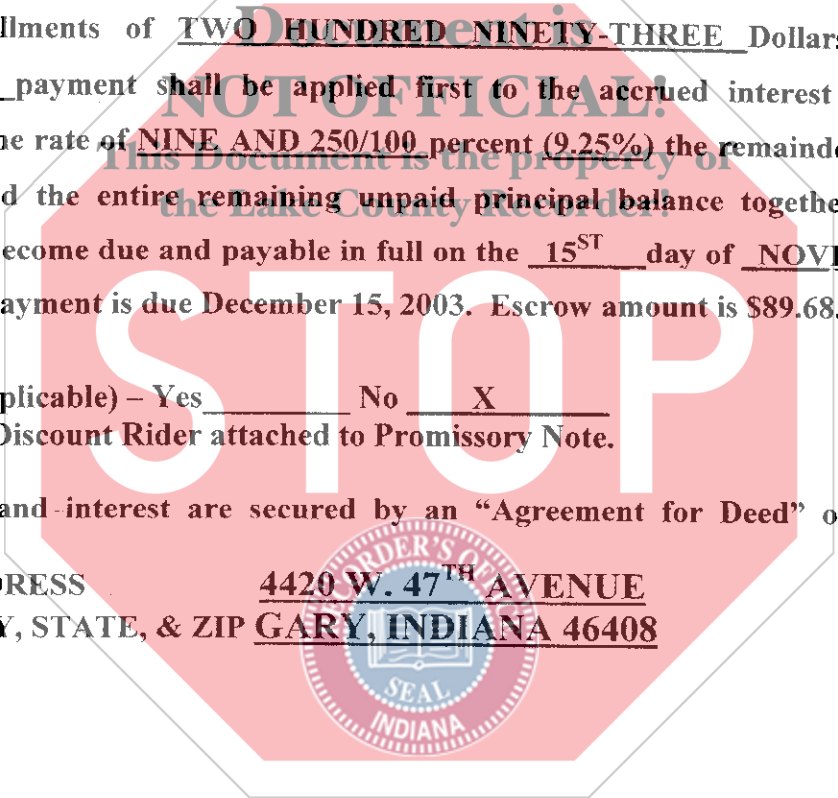 llments of TWO HUNDRED NINETY-THREE Dollars
Document is
payment shall be applied first to the accrued interest
NOT OFFICIAL!
ne rate of NINE AND 250/100 percent (9.25%) the remainde
This Document is the property of
d the entire remaining unpaid principal balance togethe
the Lake County Recorder!
ecome due and payable in full on the 15ST day of NOVE
ayment is due December 15, 2003. Escrow amount is $89.68.
STOP
plicable) – Yes No X
Discount Rider attached to Promissory Note.
and interest are secured by an “Agreement for Deed” o
DRESS 4420 W. 47TH AVENUE
Y, STATE, & ZIP GARY, INDIANA 46408
RECORDER'S OFFICE
SEAL
INDIANA